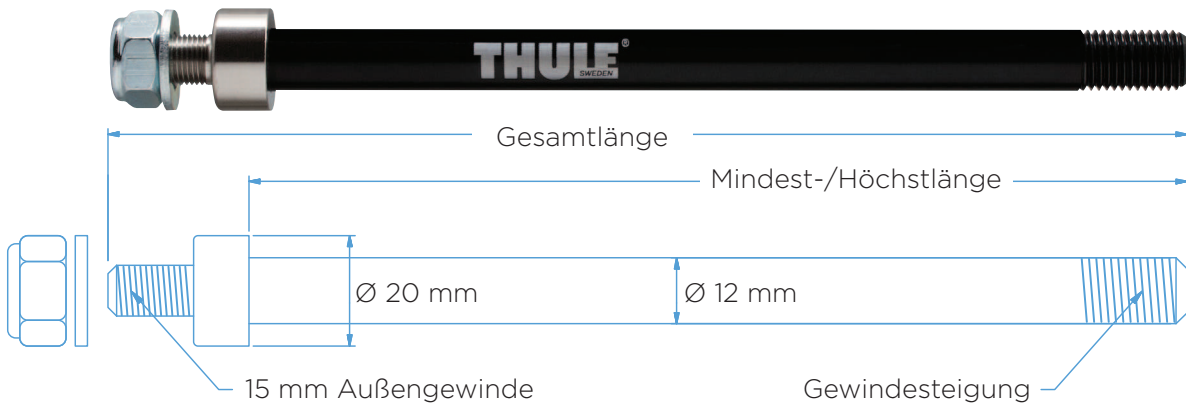 THULE®
SWEDEN
Gesamtlänge
Mindest-/Höchstlänge
Ø 20 mm
Ø 12 mm
15 mm Außengewinde
Gewindesteigung